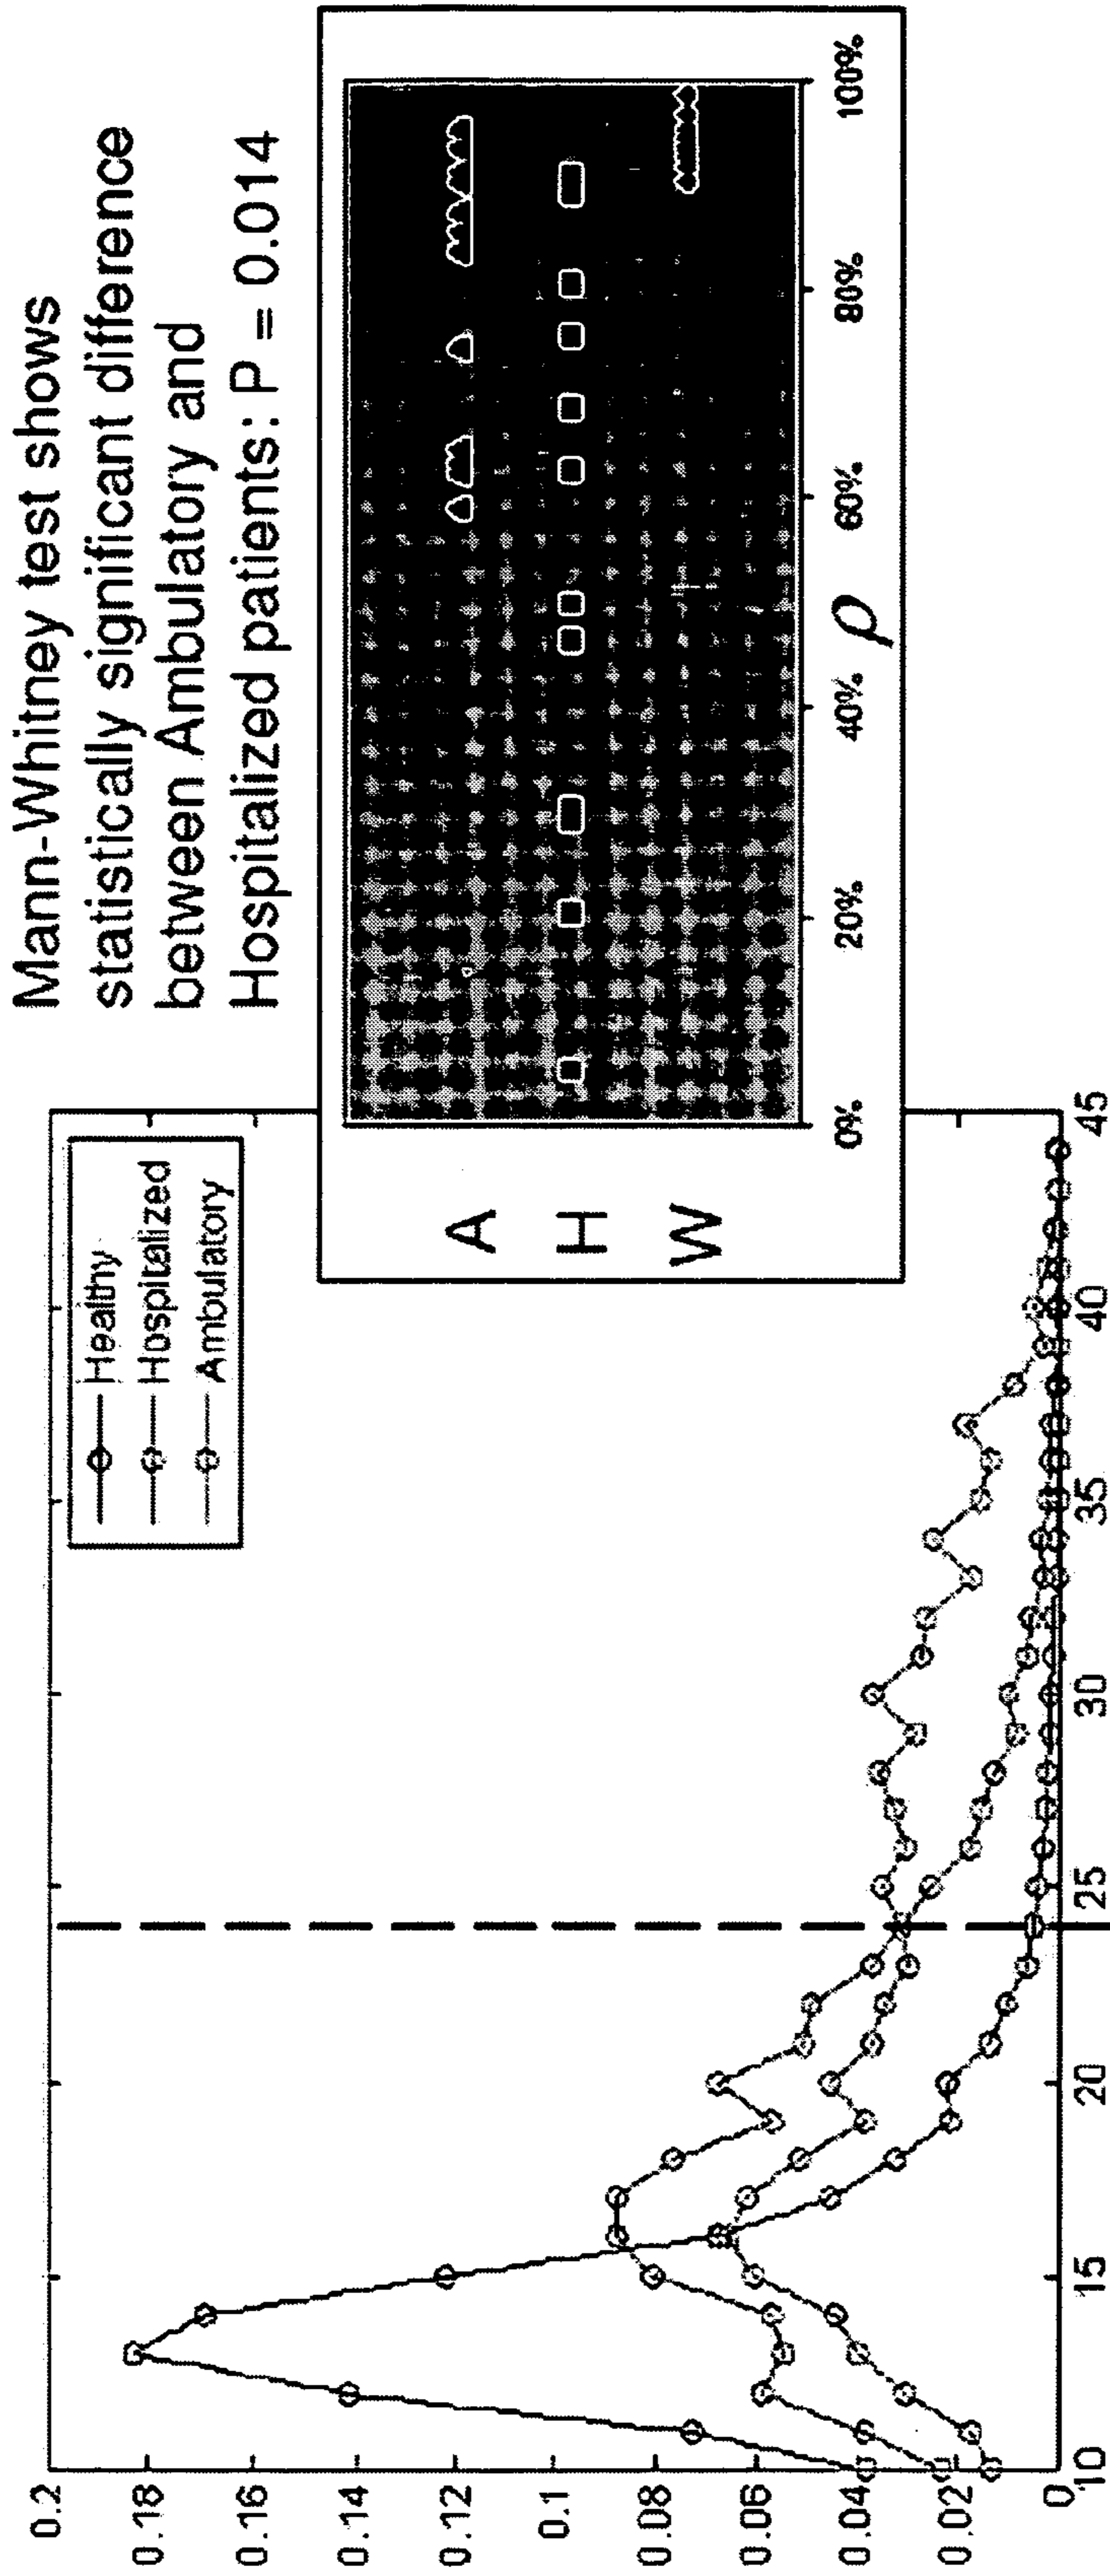 Mann-Whitney test shows
statistically significant difference
between Ambulatory and
Hospitalized patients: P = 0.014
Healthy
Hospitalized
Ambulatory
0.2
0.18
0.16
0.14
0.12
0.1
0.08
0.06
0.04
0.02
0
10 15 20 25 30 35 40 45
A
H
W
0% 20% 40% 60% 80% 100%
ρ